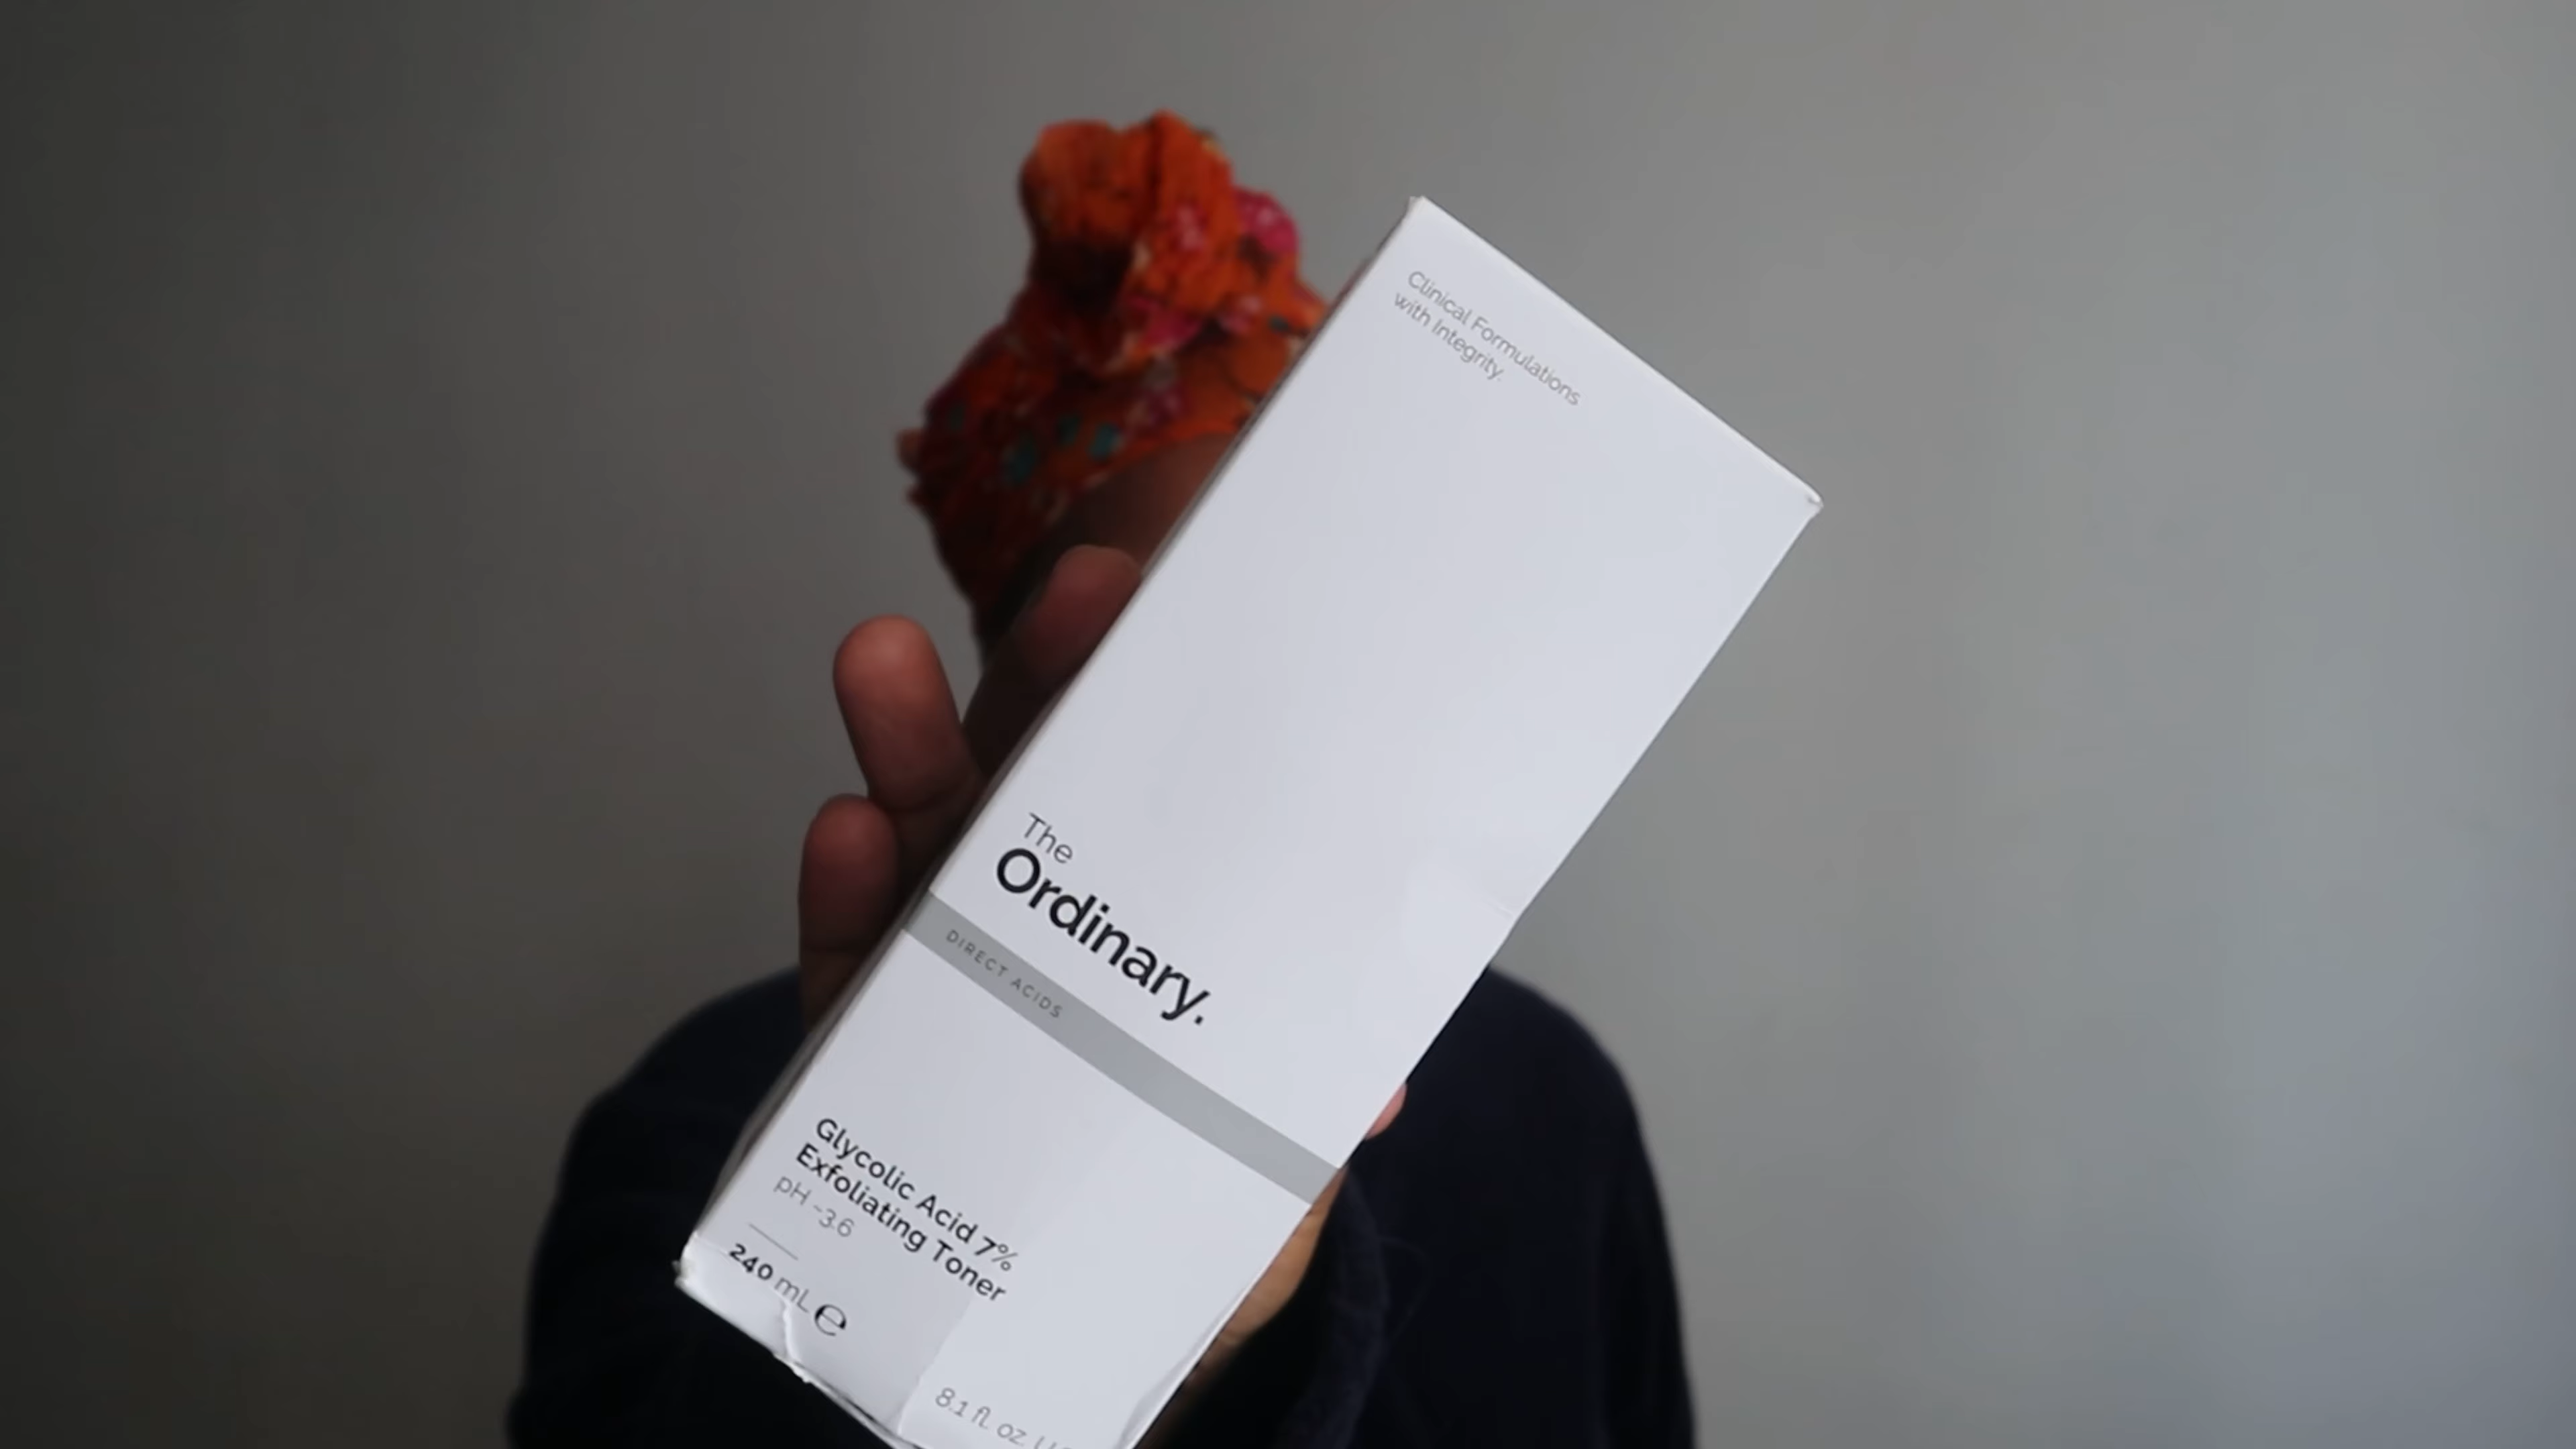 Clinical Formulations
with Integrity.
The
Ordinary.
DIRECT ACIDS
Glycolic Acid 7%
Exfoliating Toner
pH ~3.6
240 mL ℮
8.1 fl. oz.